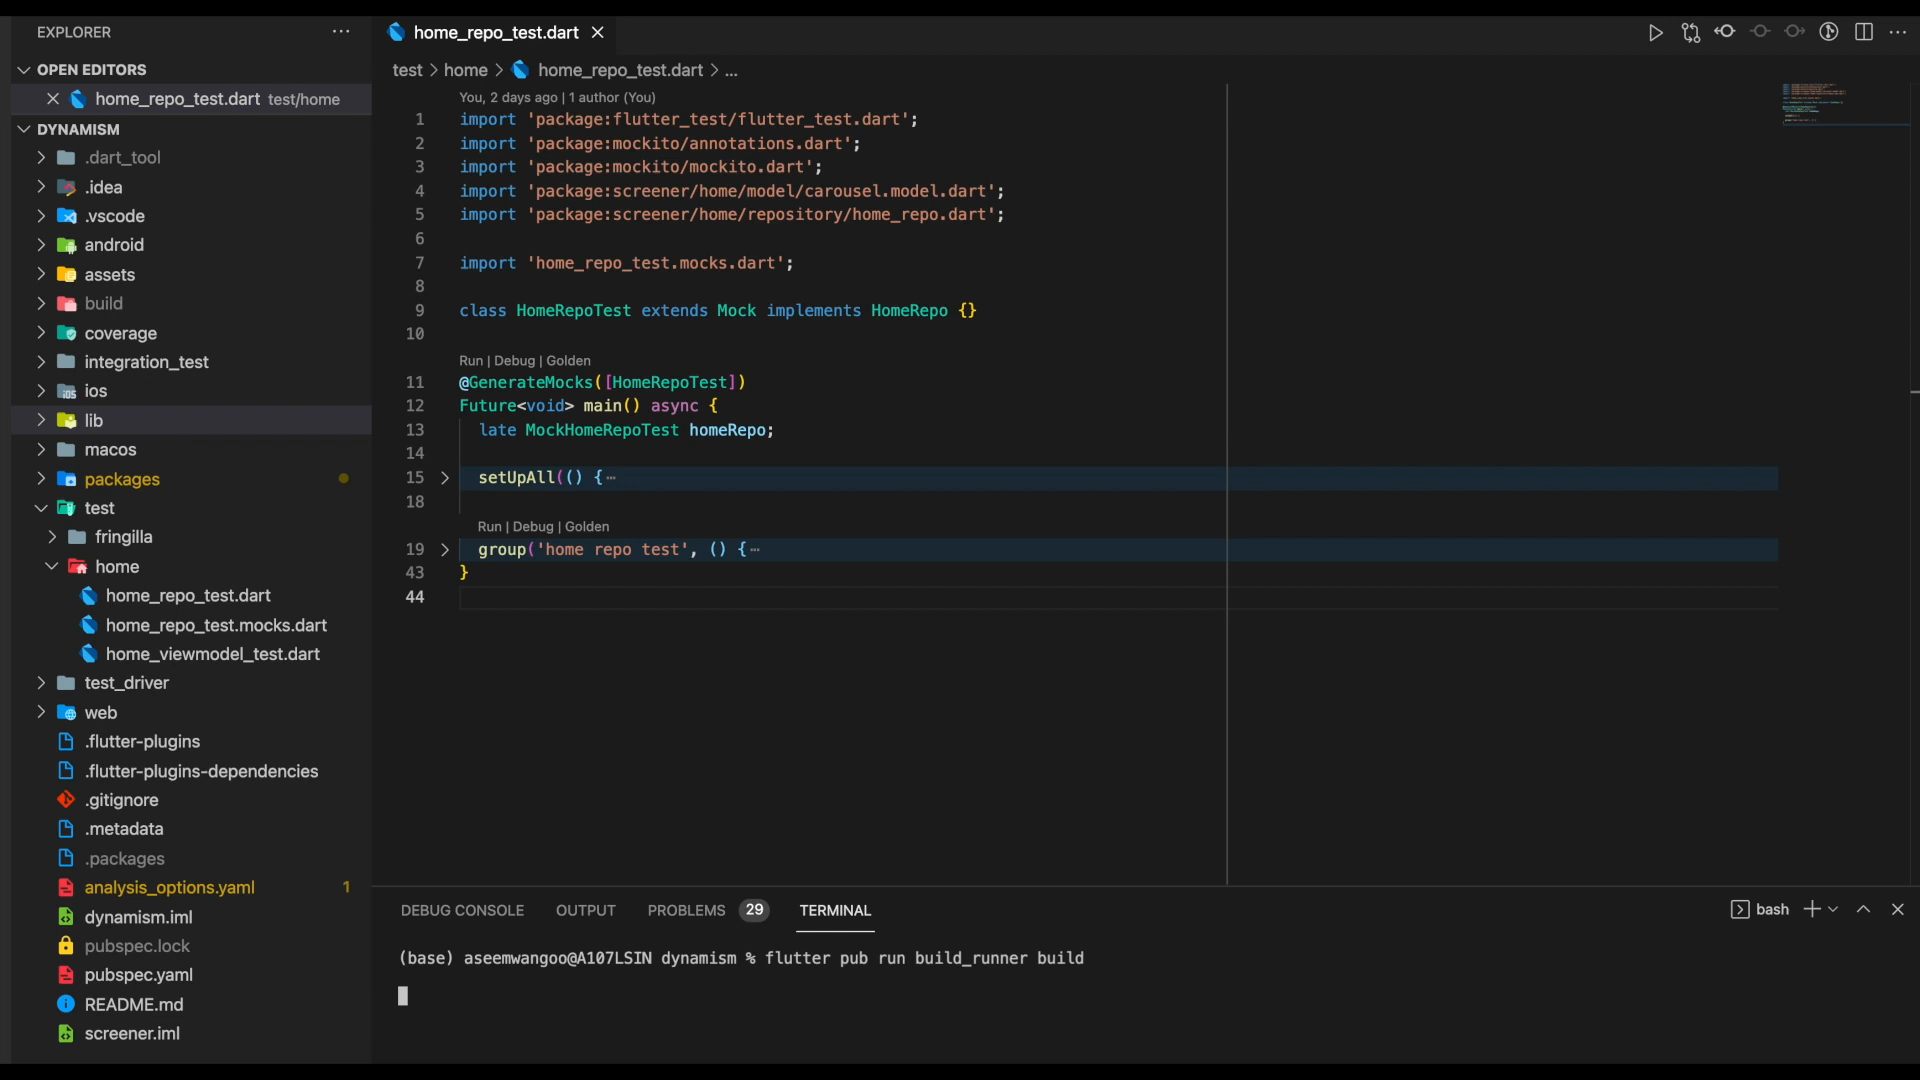 EXPLORER
OPEN EDITORS
home_repo_test.dart test/home
DYNAMISM
.dart_tool
.idea
.vscode
android
assets
build
coverage
integration_test
ios
lib
macos
packages
test
fringilla
home
home_repo_test.dart
home_repo_test.mocks.dart
home_viewmodel_test.dart
test_driver
web
.flutter-plugins
.flutter-plugins-dependencies
.gitignore
.metadata
.packages
analysis_options.yaml 1
dynamism.iml
pubspec.lock
pubspec.yaml
README.md
screener.iml
home_repo_test.dart
test > home > home_repo_test.dart > ...
You, 2 days ago | 1 author (You)
1 import 'package:flutter_test/flutter_test.dart';
2 import 'package:mockito/annotations.dart';
3 import 'package:mockito/mockito.dart';
4 import 'package:screener/home/model/carousel.model.dart';
5 import 'package:screener/home/repository/home_repo.dart';
6
7 import 'home_repo_test.mocks.dart';
8
9 class HomeRepoTest extends Mock implements HomeRepo {}
10
Run | Debug | Golden
11 @GenerateMocks([HomeRepoTest])
12 Future<void> main() async {
13 late MockHomeRepoTest homeRepo;
14
15 setUpAll(() {⋯
18
Run | Debug | Golden
19 group('home repo test', () {⋯
43 }
44
DEBUG CONSOLE OUTPUT PROBLEMS 29 TERMINAL
bash
(base) aseemwangoo@A107LSIN dynamism % flutter pub run build_runner build